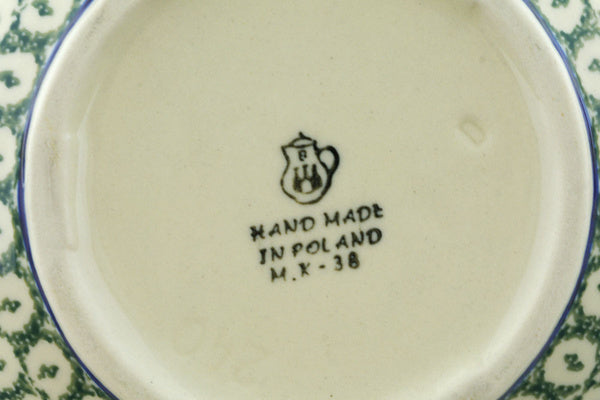 B
HAND MADE
IN POLAND
M.K-38